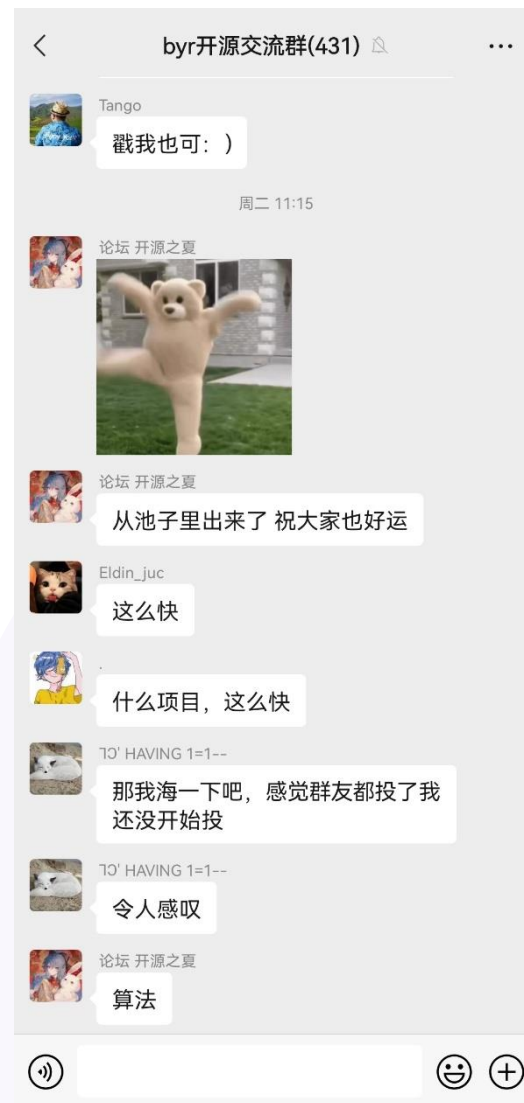 byr开源交流群(431)
Tango
戳我也可：)
周二 11:15
论坛 开源之夏
论坛 开源之夏
从池子里出来了 祝大家也好运
Eldin_juc
这么快
.
什么项目，这么快
HAVING 1=1--
那我海一下吧，感觉群友都投了我
还没开始投
HAVING 1=1--
令人感叹
论坛 开源之夏
算法